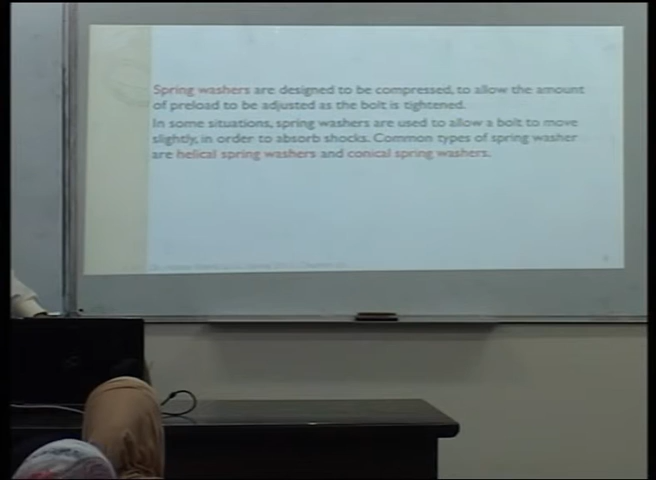 Spring washers are designed to be compressed, to allow the amount
of preload to be adjusted as the bolt is tightened.
In some situations, spring washers are used to allow a bolt to move
slightly, in order to absorb shocks. Common types of spring washer
are helical spring washers and conical spring washers.